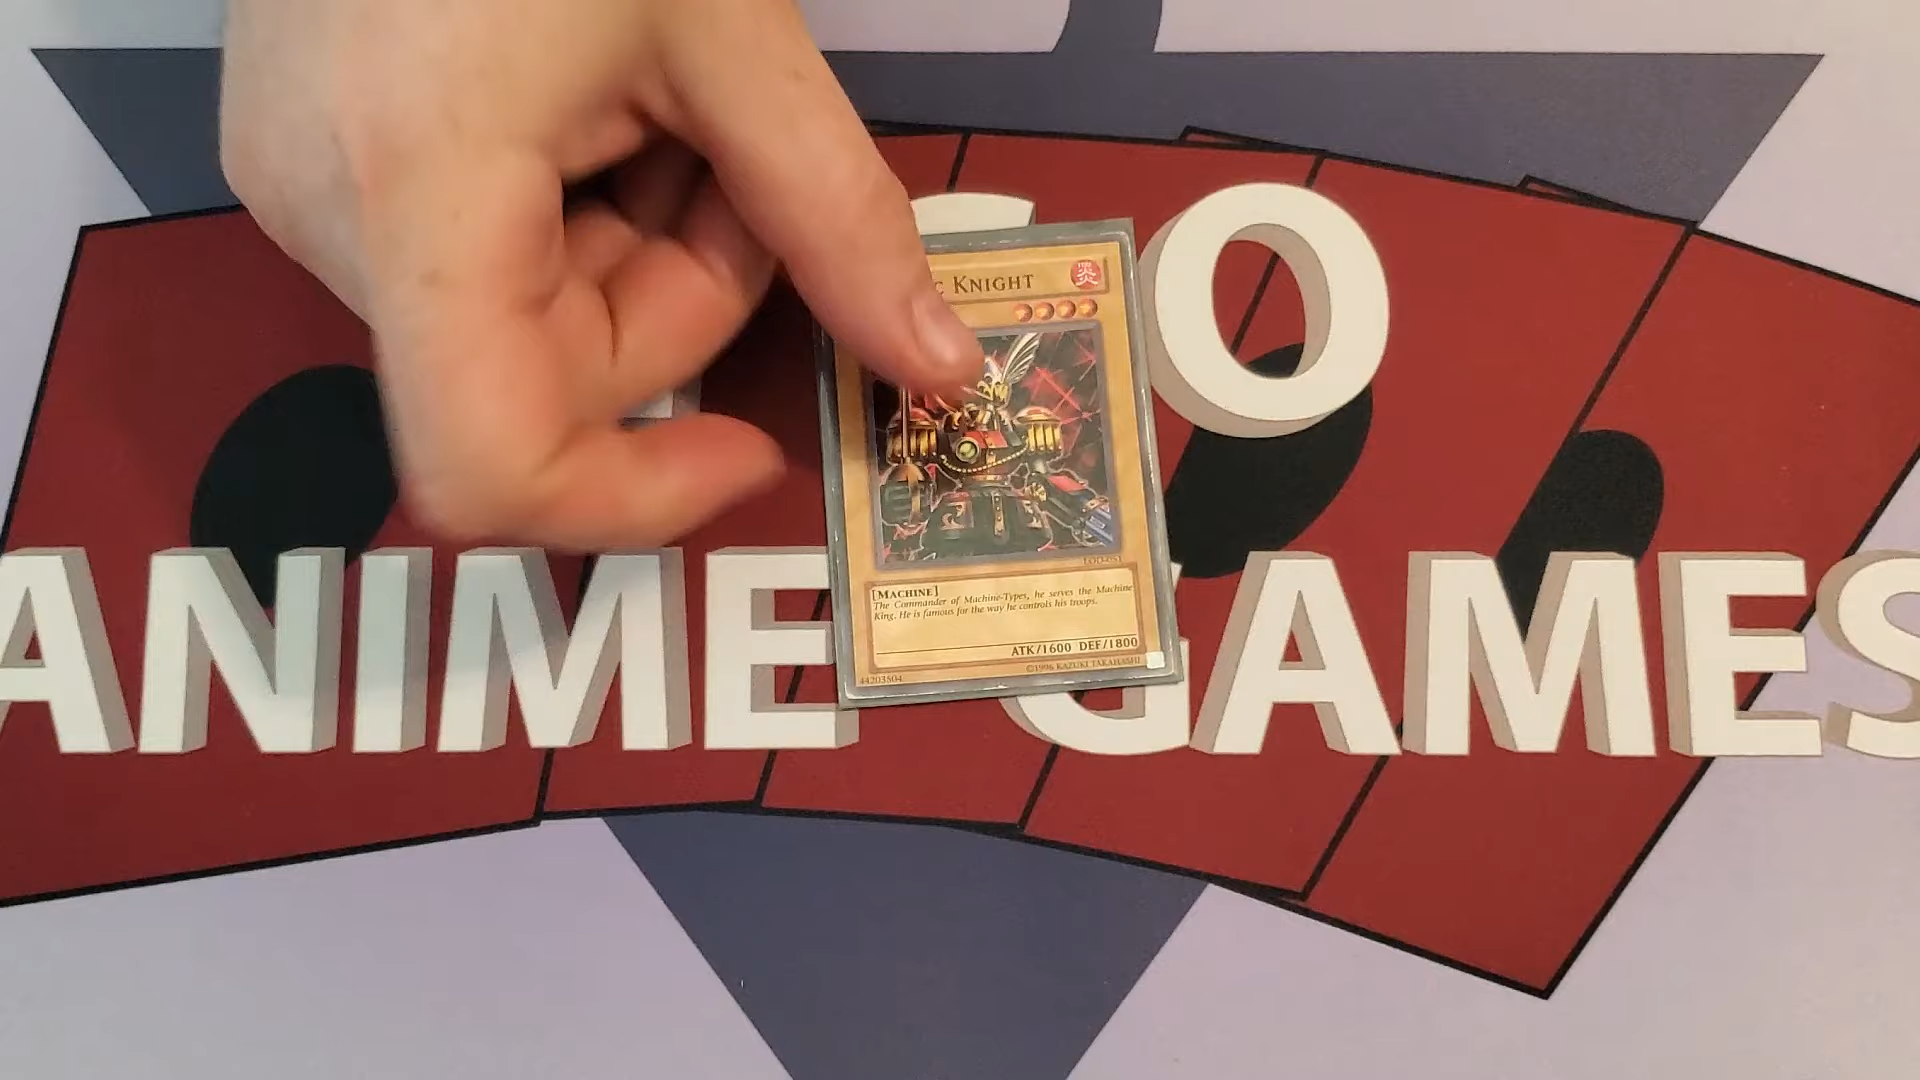 GO
C KNIGHT
炎
[MACHINE]
The Commander of Machine-Types, he serves the Machine
King. He is famous for the way he controls his troops.
ATK/1600 DEF/1800
44203504
©1996 KAZUKI TAKAHASHI
ANIME GAMES